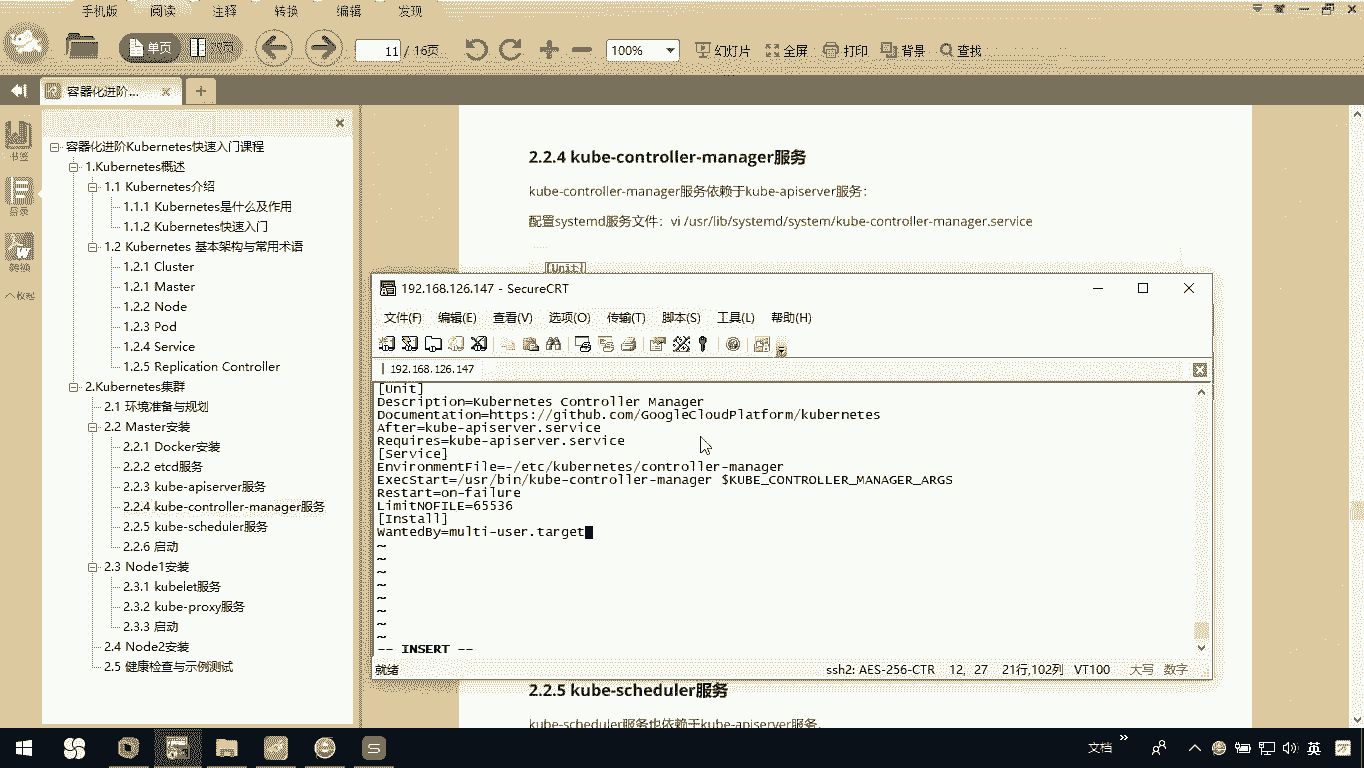 手机版 阅读 注释 转换 编辑 发现
单页 双页 11 / 16页 100% 幻灯片 全屏 打印 背景 查找
容器化进阶...
书签
目录
转换
收起
容器化进阶Kubernetes快速入门课程
1.Kubernetes概述
1.1 Kubernetes介绍
1.1.1 Kubernetes是什么及作用
1.1.2 Kubernetes快速入门
1.2 Kubernetes 基本架构与常用术语
1.2.1 Cluster
1.2.1 Master
1.2.2 Node
1.2.3 Pod
1.2.4 Service
1.2.5 Replication Controller
2.Kubernetes集群
2.1 环境准备与规划
2.2 Master安装
2.2.1 Docker安装
2.2.2 etcd服务
2.2.3 kube-apiserver服务
2.2.4 kube-controller-manager服务
2.2.5 kube-scheduler服务
2.2.6 启动
2.3 Node1安装
2.3.1 kubelet服务
2.3.2 kube-proxy服务
2.3.3 启动
2.4 Node2安装
2.5 健康检查与示例测试
2.2.4 kube-controller-manager服务
kube-controller-manager服务依赖于kube-apiserver服务：
配置systemd服务文件：vi /usr/lib/systemd/system/kube-controller-manager.service
[Unit]
192.168.126.147 - SecureCRT
文件(F) 编辑(E) 查看(V) 选项(O) 传输(T) 脚本(S) 工具(L) 帮助(H)
192.168.126.147
[Unit]
Description=Kubernetes Controller Manager
Documentation=https://github.com/GoogleCloudPlatform/kubernetes
After=kube-apiserver.service
Requires=kube-apiserver.service
[Service]
EnvironmentFile=-/etc/kubernetes/controller-manager
ExecStart=/usr/bin/kube-controller-manager $KUBE_CONTROLLER_MANAGER_ARGS
Restart=on-failure
LimitNOFILE=65536
[Install]
WantedBy=multi-user.target
~
~
~
~
~
~
~
~
-- INSERT --
就绪 ssh2: AES-256-CTR 12, 27 21行,102列 VT100 大写 数字
2.2.5 kube-scheduler服务
kube-scheduler服务也依赖于kube-apiserver服务。
文档 英